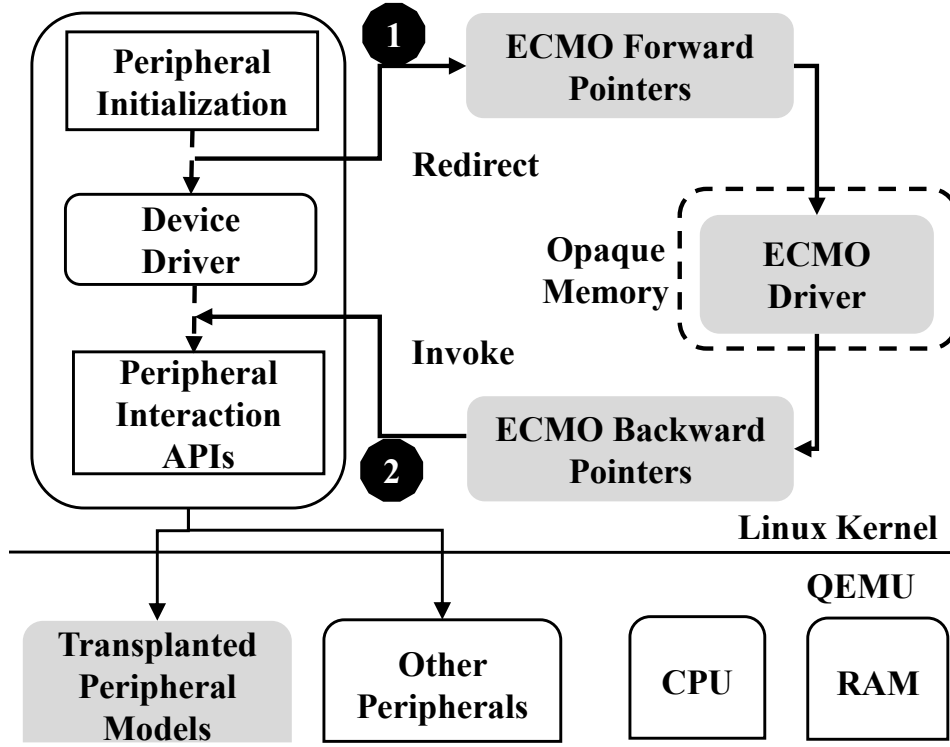 1
Peripheral
Initialization
ECMO Forward
Pointers
Redirect
Device
Driver
Opaque
Memory
ECMO
Driver
Invoke
Peripheral
Interaction
APIs
ECMO Backward
Pointers
2
Linux Kernel
QEMU
Transplanted
Peripheral
Models
Other
Peripherals
CPU
RAM